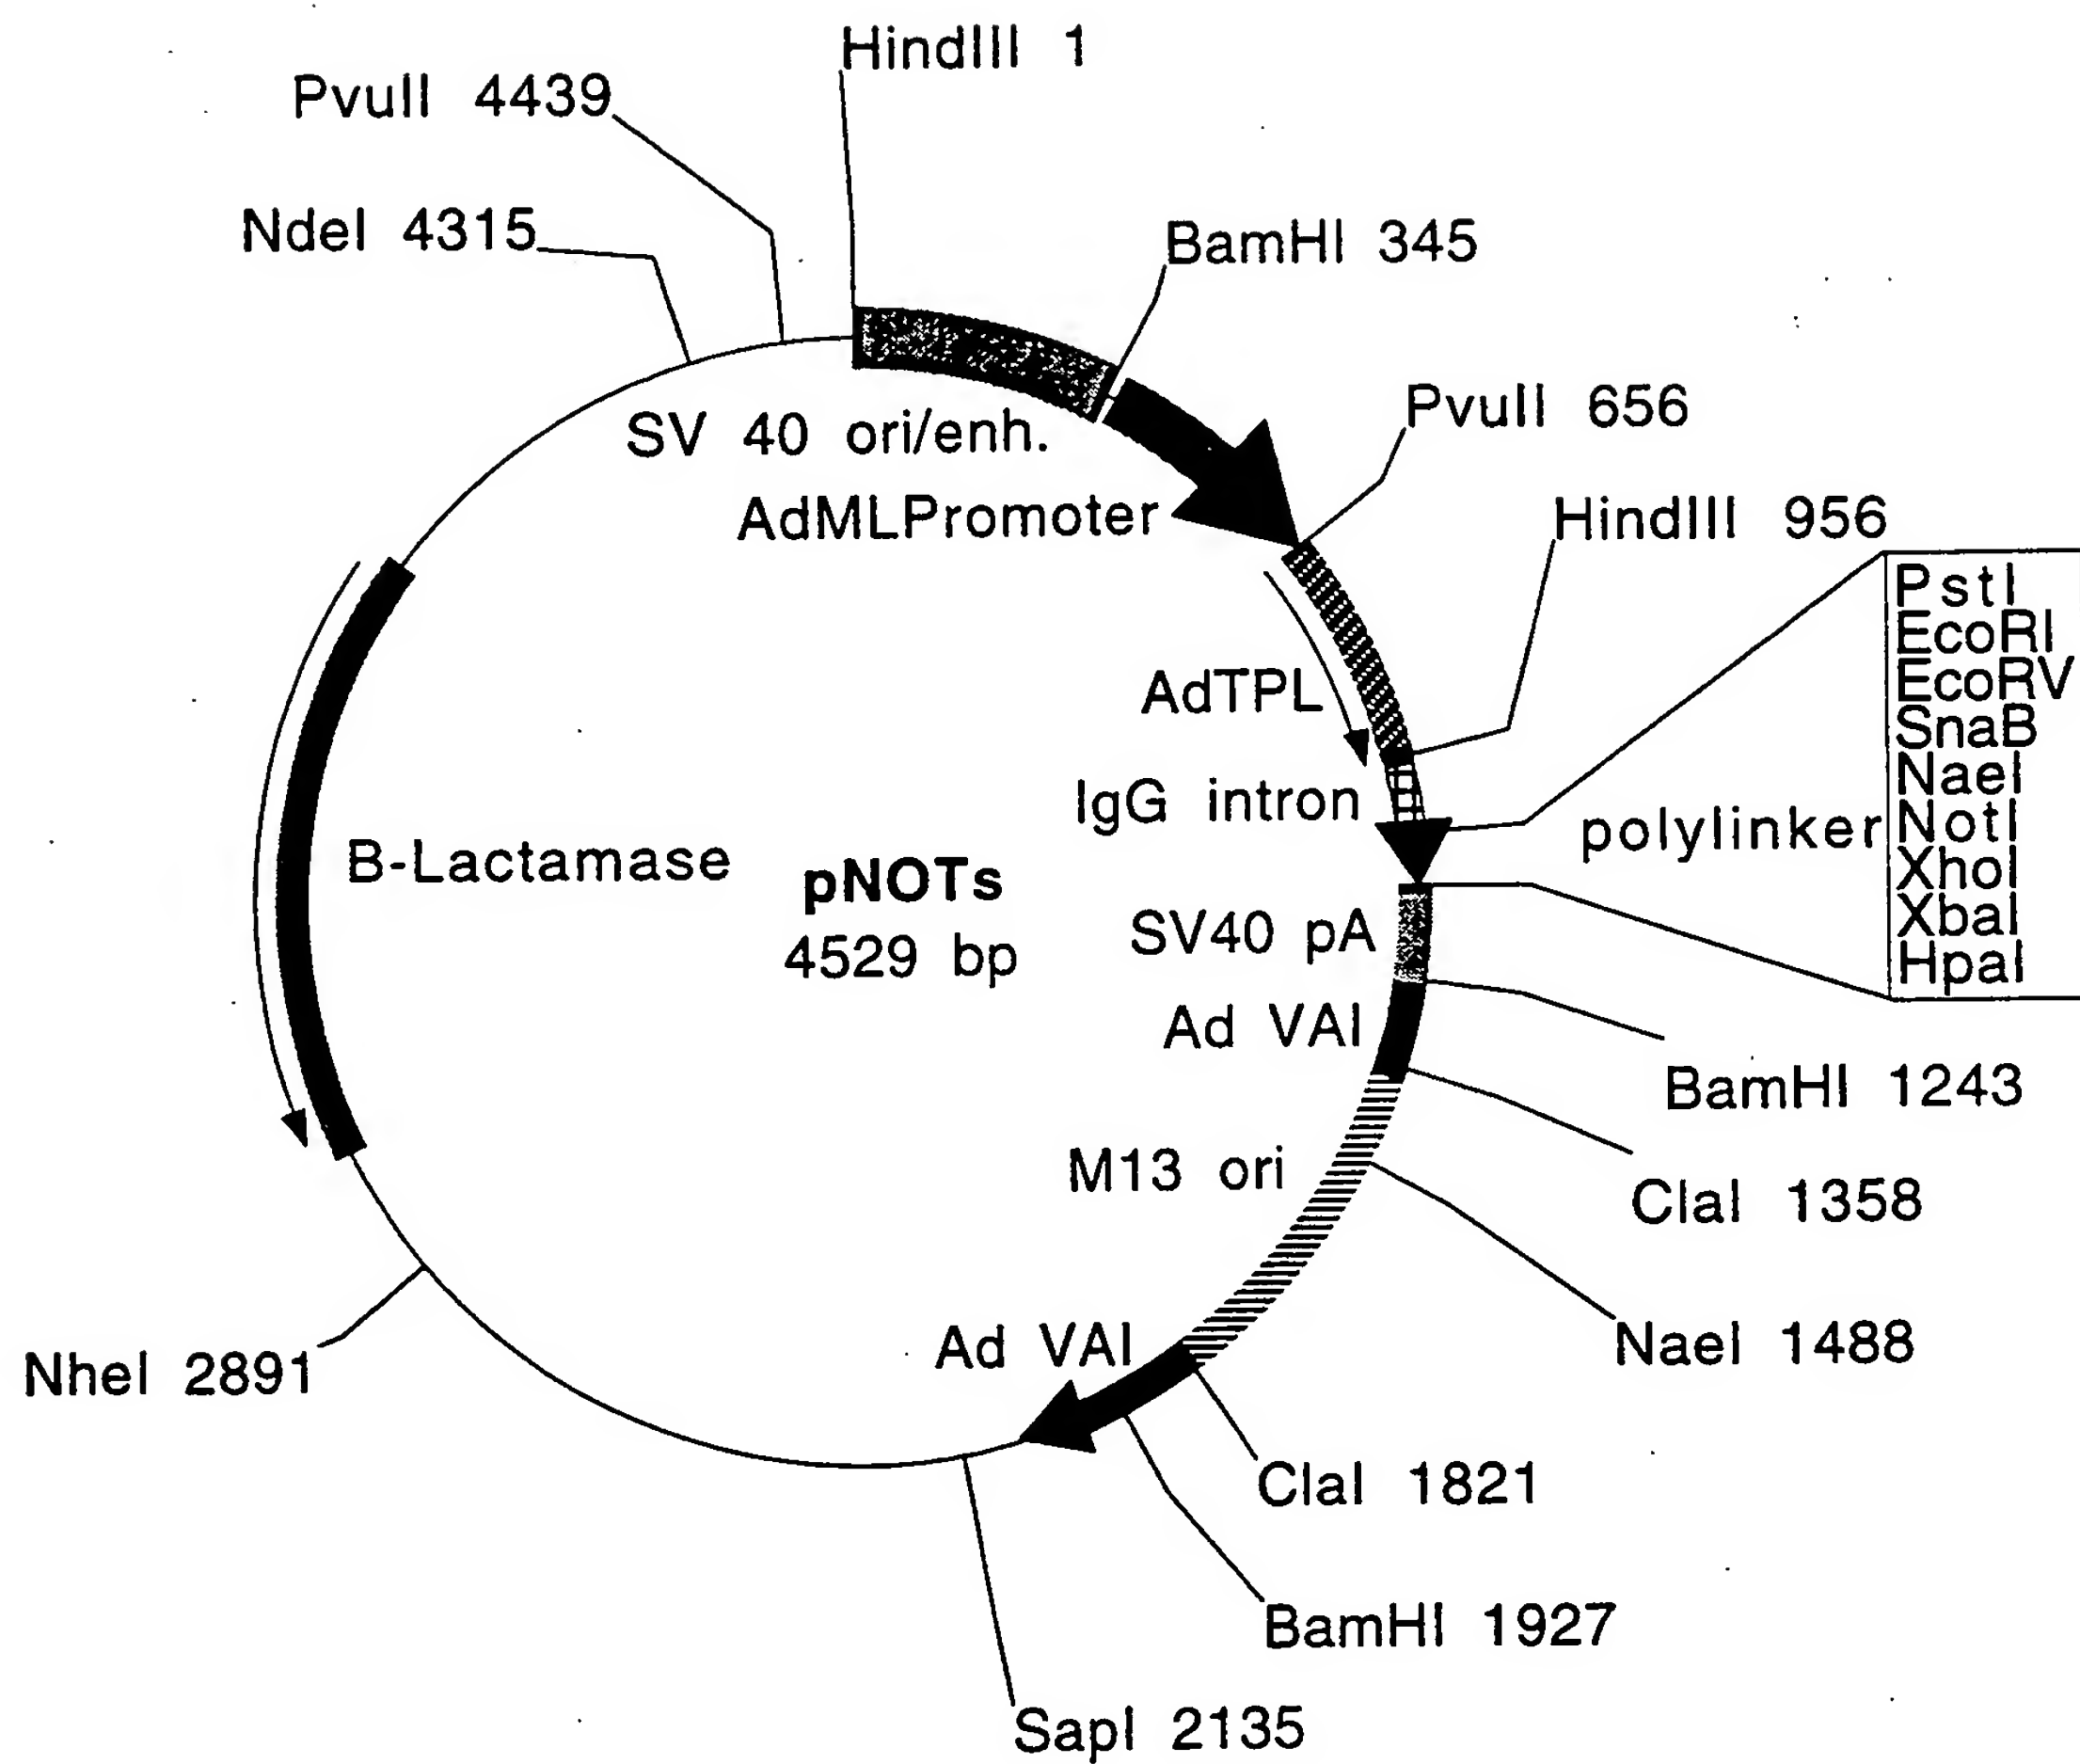 HindIII 1
PvuII 4439
NdeI 4315
BamHI 345
PvuII 656
SV 40 ori/enh.
AdMLPromoter
HindIII 956
PstI
EcoRI
EcoRV
SnaB
NaeI
NotI
XhoI
XbaI
HpaI
polylinker
AdTPL
IgG intron
B-Lactamase
pNOTs
4529 bp
SV40 pA
Ad VAI
BamHI 1243
M13 ori
ClaI 1358
NaeI 1488
Ad VAI
NheI 2891
ClaI 1821
BamHI 1927
SapI 2135